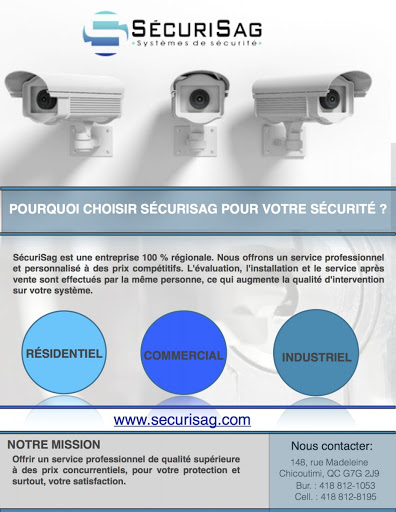 SÉCURISAG
Systèmes de sécurité
POURQUOI CHOISIR SÉCURISAG POUR VOTRE SÉCURITÉ ?
SécuriSag est une entreprise 100 % régionale. Nous offrons un service professionnel
et personnalisé à des prix compétitifs. L'évaluation, l'installation et le service après
vente sont effectués par la même personne, ce qui augmente la qualité d'intervention
sur votre système.
RÉSIDENTIEL
COMMERCIAL
INDUSTRIEL
www.securisag.com
NOTRE MISSION
Offrir un service professionnel de qualité supérieure
à des prix concurrentiels, pour votre protection et
surtout, votre satisfaction.
Nous contacter:
148, rue Madeleine
Chicoutimi, QC G7G 2J9
Bur. : 418 812-1053
Cell. : 418 812-8195